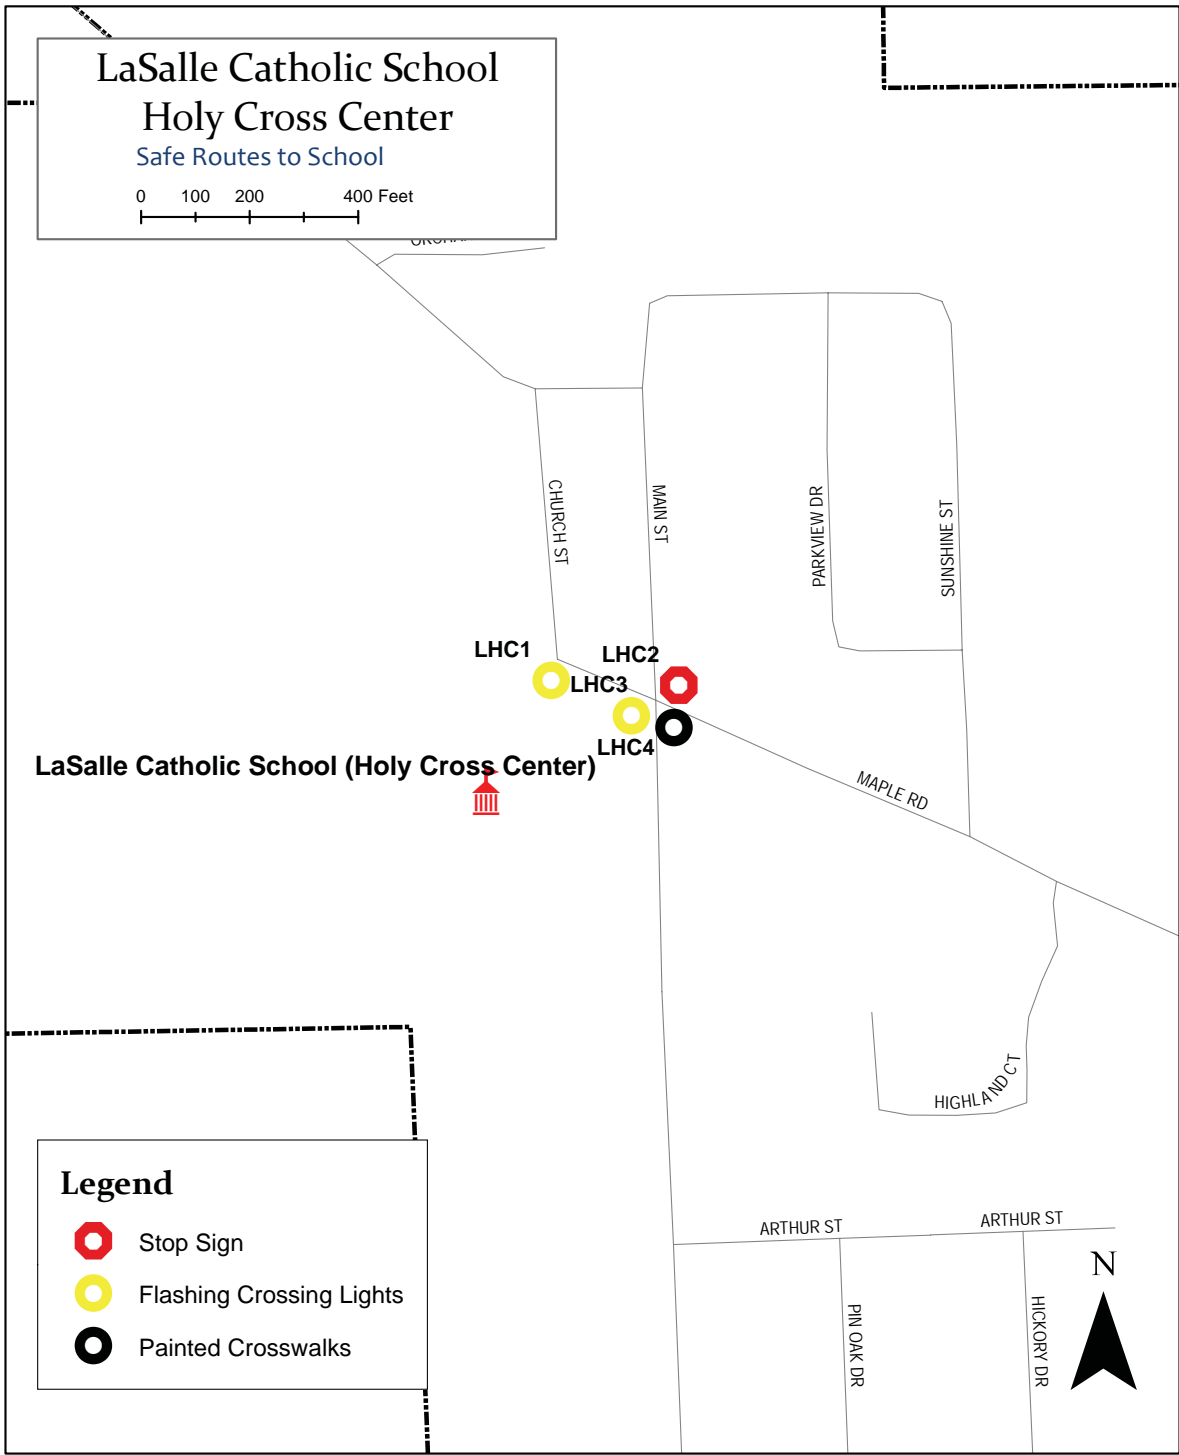 LaSalle Catholic School
Holy Cross Center
Safe Routes to School
0 100 200 400 Feet
CHURCH ST
MAIN ST
PARKVIEW DR
SUNSHINE ST
LHC1
LHC2
LHC3
LHC4
LaSalle Catholic School (Holy Cross Center)
MAPLE RD
HIGHLAND CT
Legend
Stop Sign
Flashing Crossing Lights
Painted Crosswalks
ARTHUR ST
ARTHUR ST
PIN OAK DR
HICKORY DR
N